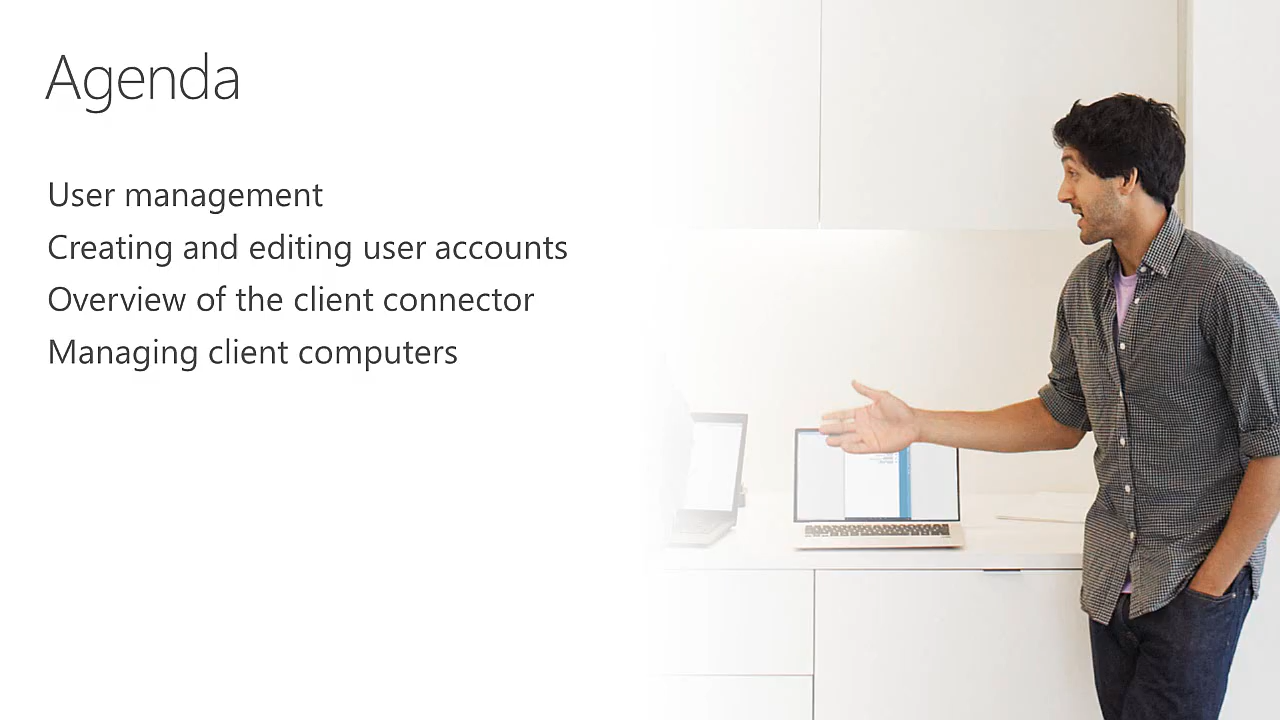 Agenda
User management
Creating and editing user accounts
Overview of the client connector
Managing client computers